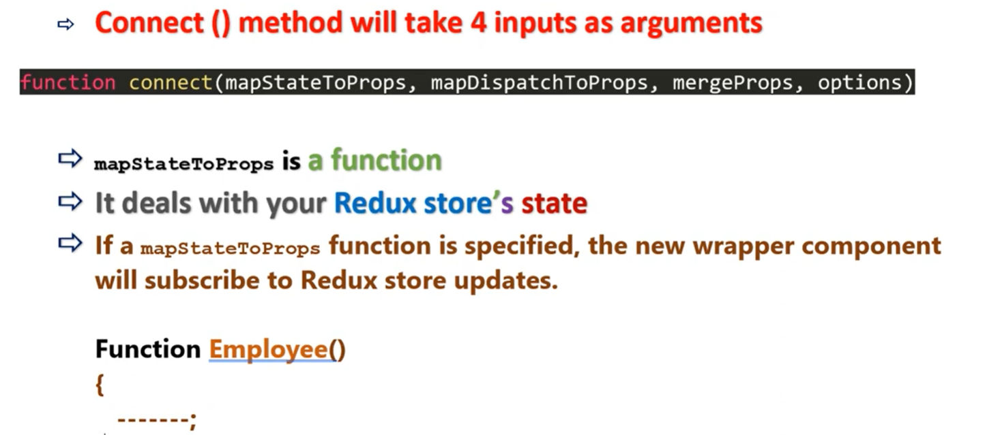 ⇨ Connect () method will take 4 inputs as arguments
function connect(mapStateToProps, mapDispatchToProps, mergeProps, options)
⇨ mapStateToProps is a function
⇨ It deals with your Redux store’s state
⇨ If a mapStateToProps function is specified, the new wrapper component
will subscribe to Redux store updates.
Function Employee()
{
-------;